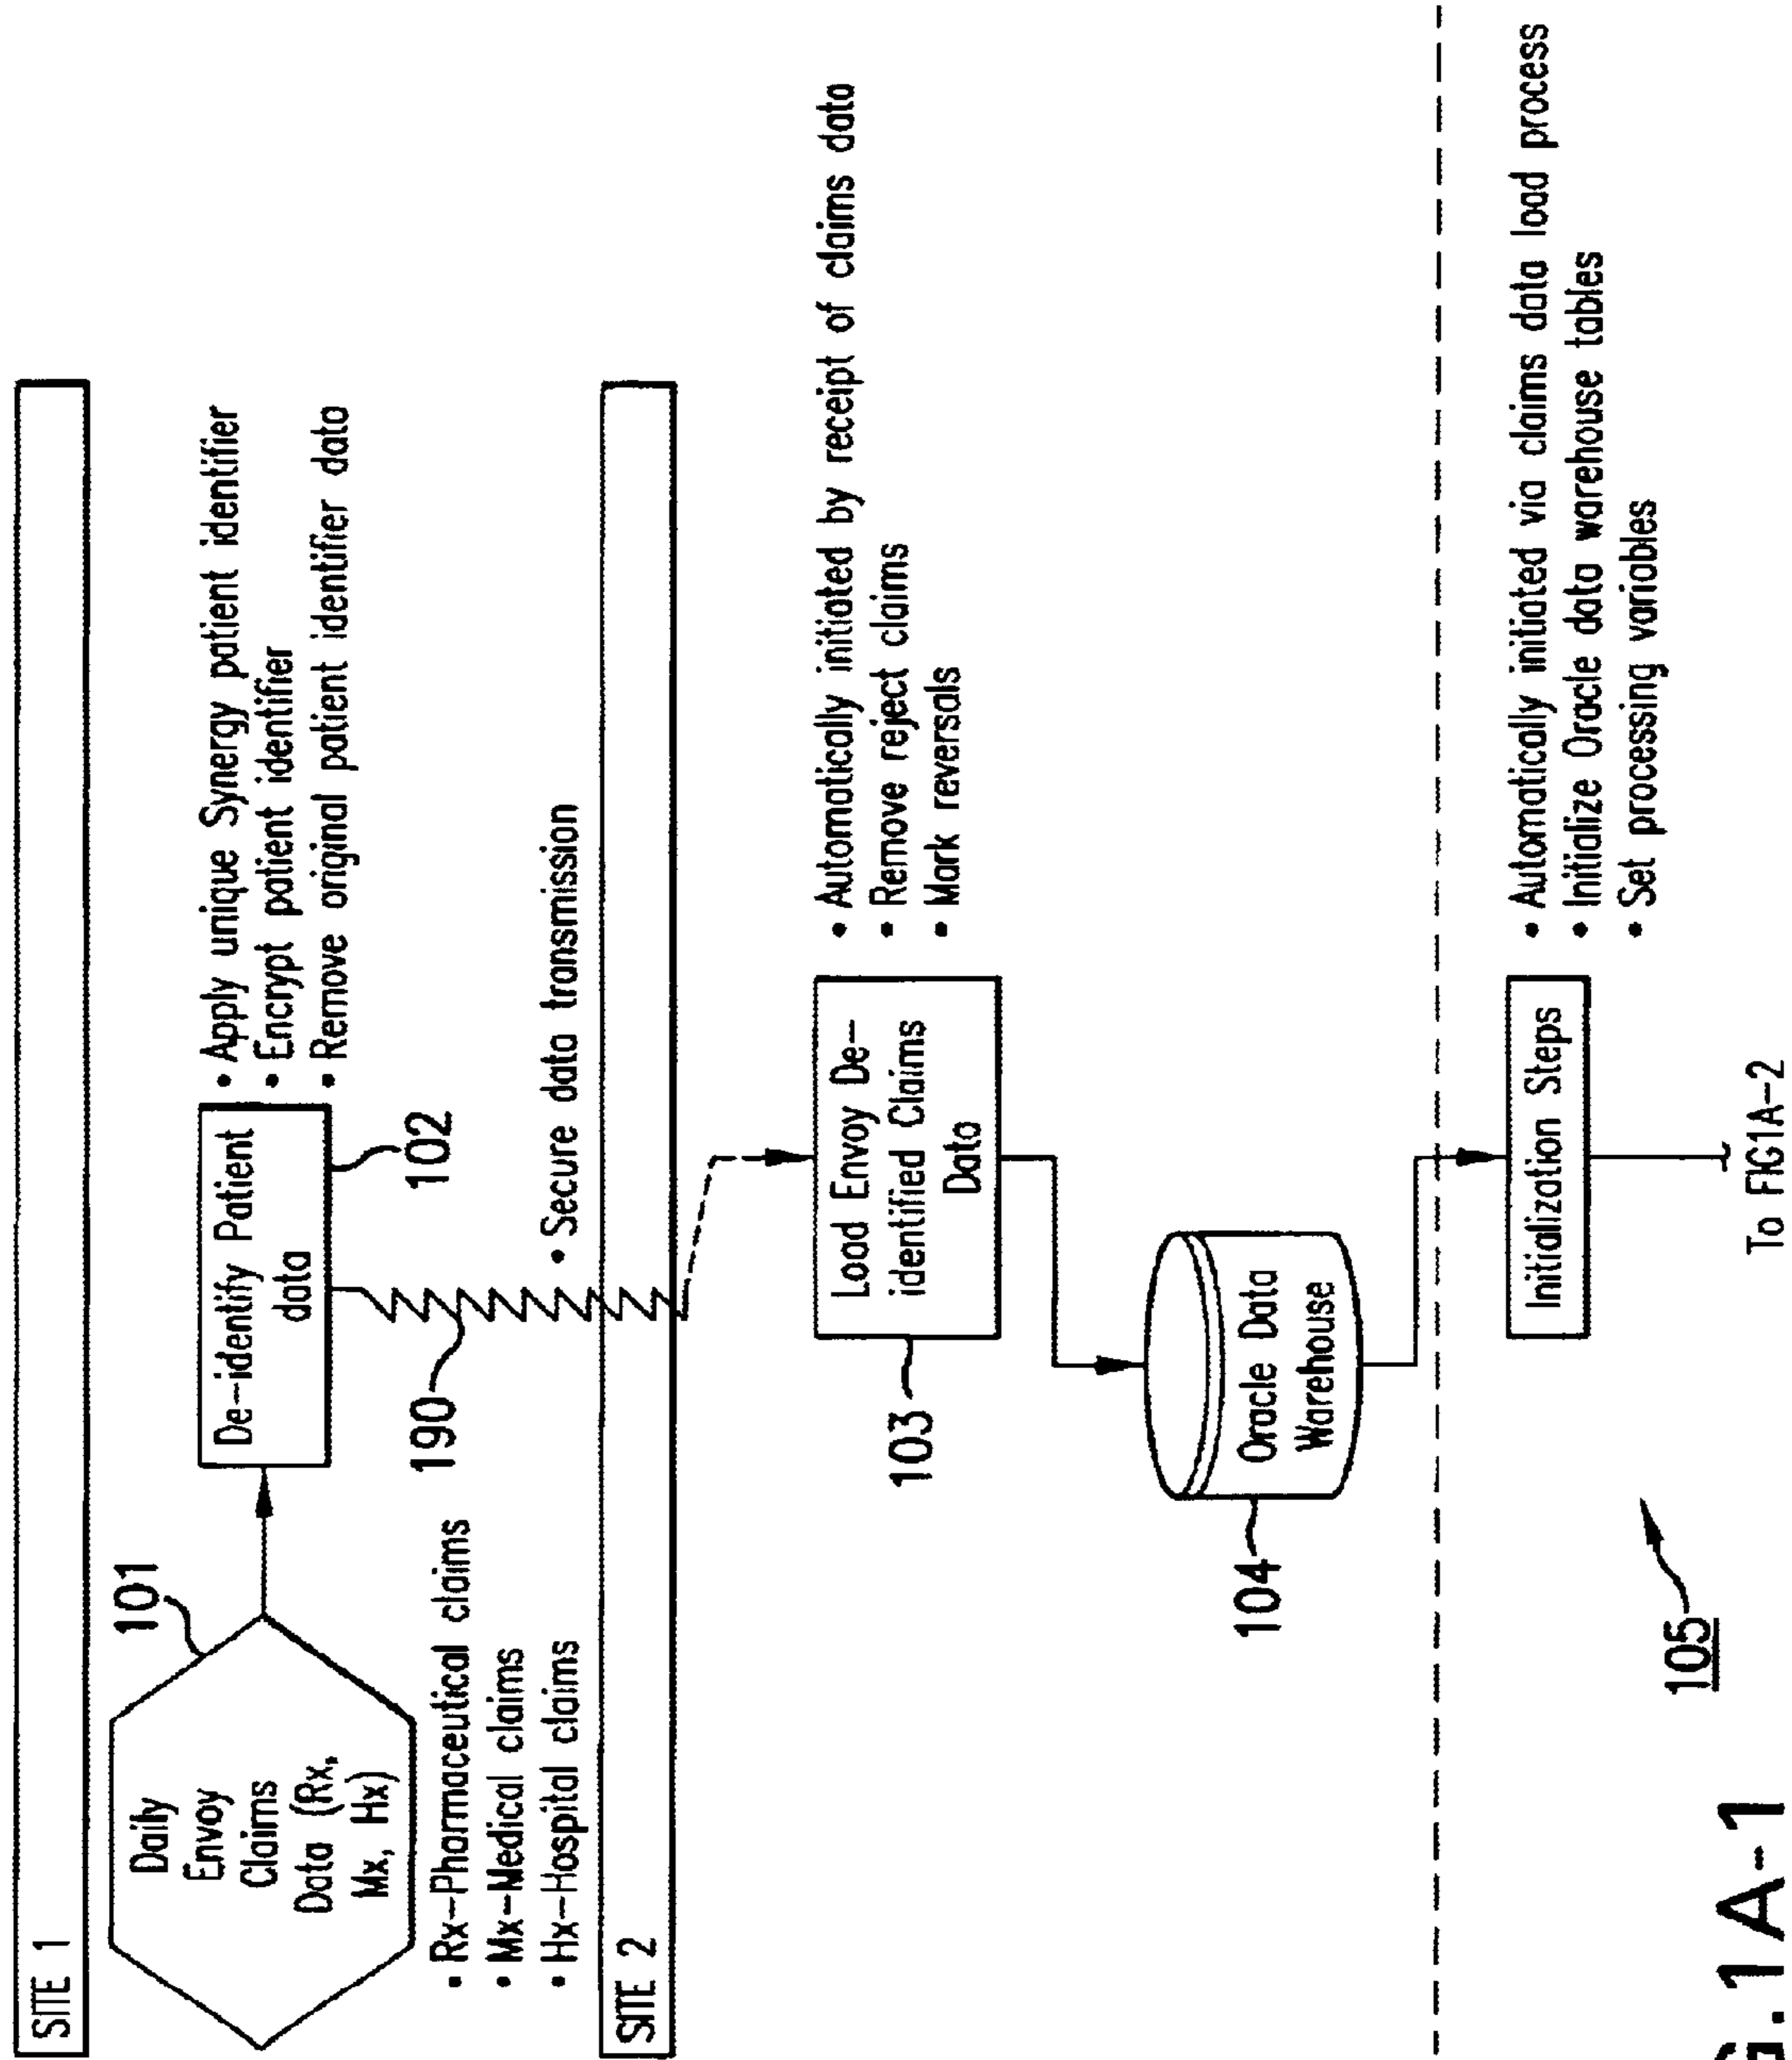 SITE 1
Daily
Envoy
Claims
Data (Rx,
Mx, Hx)
101
De-identify Patient
data
102
• Apply unique Synergy patient identifier
• Encrypt patient identifier
• Remove original patient identifier data
• Rx-Pharmaceutical claims
• Mx-Medical claims
• Hx-Hospital claims
190
• Secure data transmission
SITE 2
Load Envoy De-
identified Claims
Data
103
• Automatically initiated by receipt of claims data
• Remove reject claims
• Mark reversals
Oracle Data
Warehouse
104
Initialization Steps
• Automatically initiated via claims data load process
• Initialize Oracle data warehouse tables
• Set processing variables
105
To FIG1A-2
G.1A-1